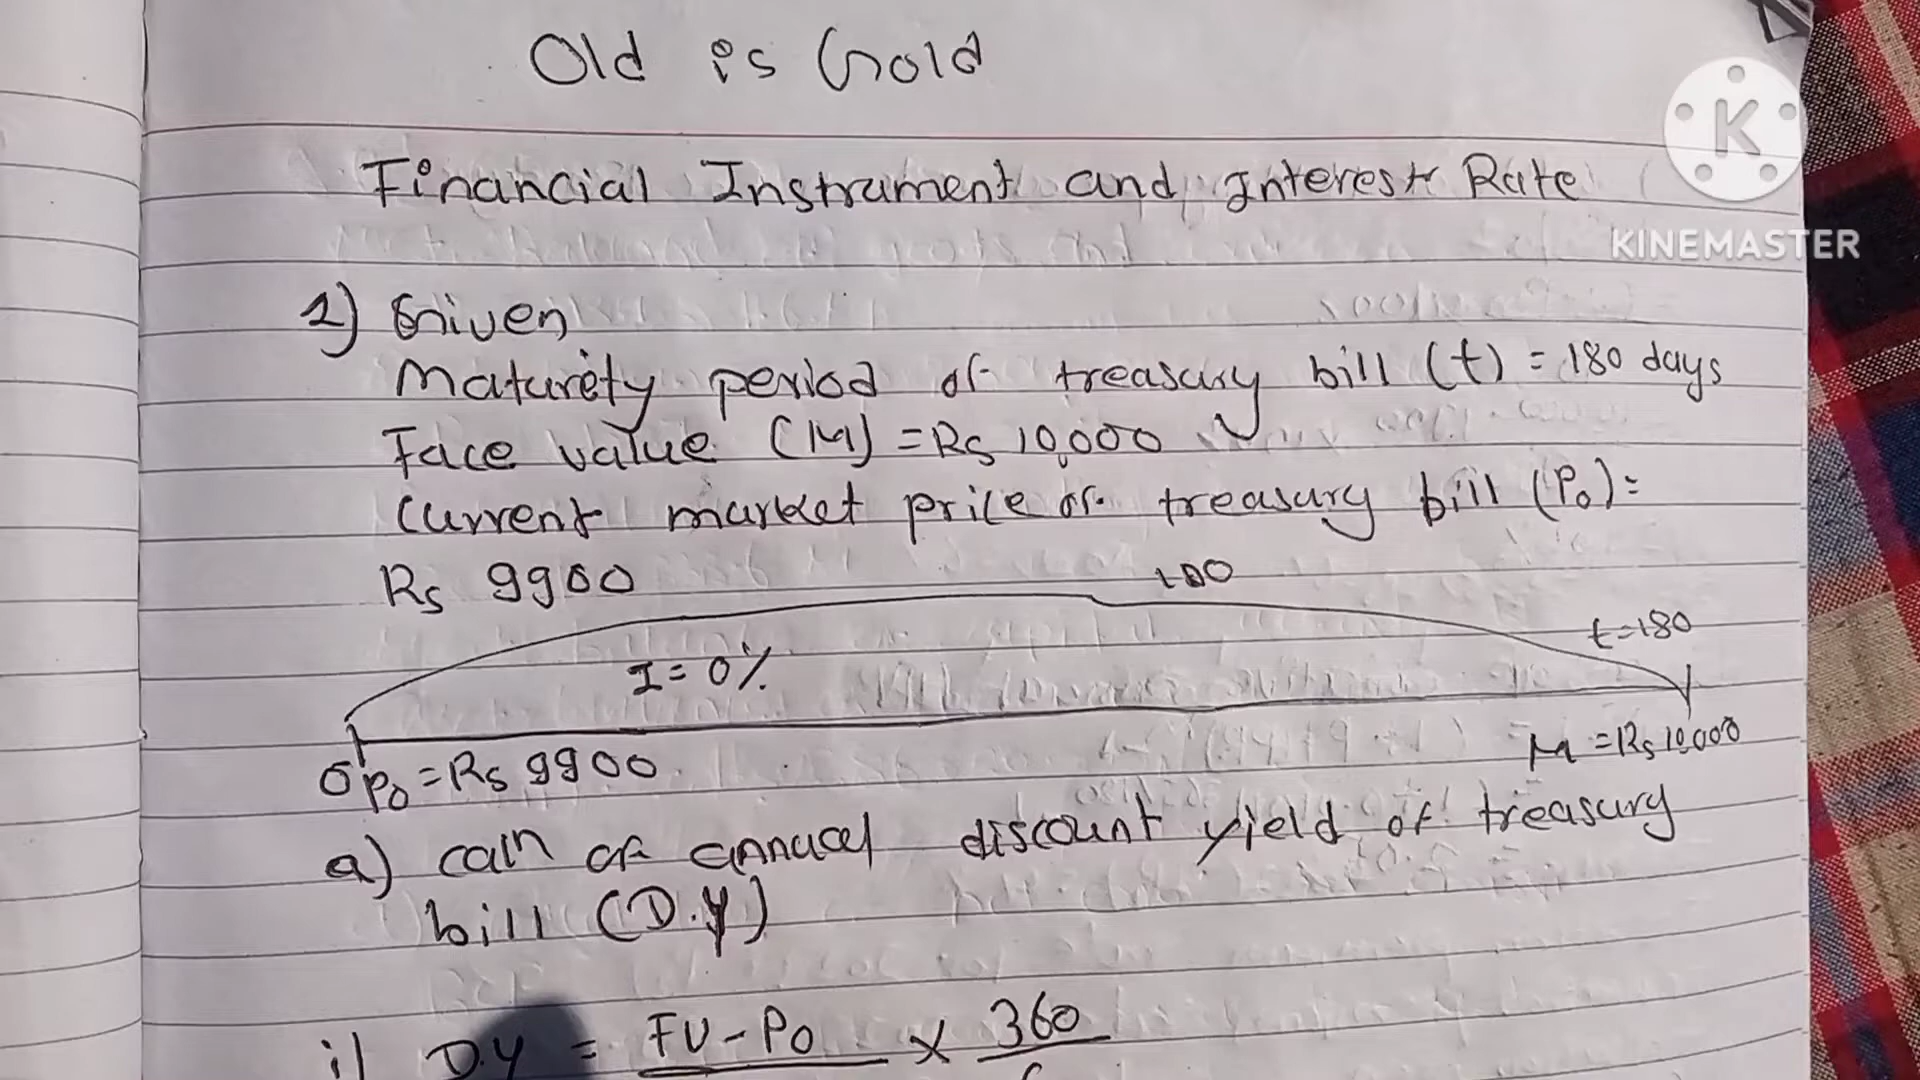 Old is Gold
Financial Instrument and Interest Rate
KINEMASTER
1) Given
Maturity period of treasury bill (t) = 180 days
Face value (M) = Rs 10,000
Current market price of treasury bill (P0) =
Rs 9900
180
t=180
I = 0%
0 P0 = Rs 9900
M = Rs 10,000
a) caln of annual discount yield of treasury
bill (D.Y)
i) D.Y = FV - P0 × 360